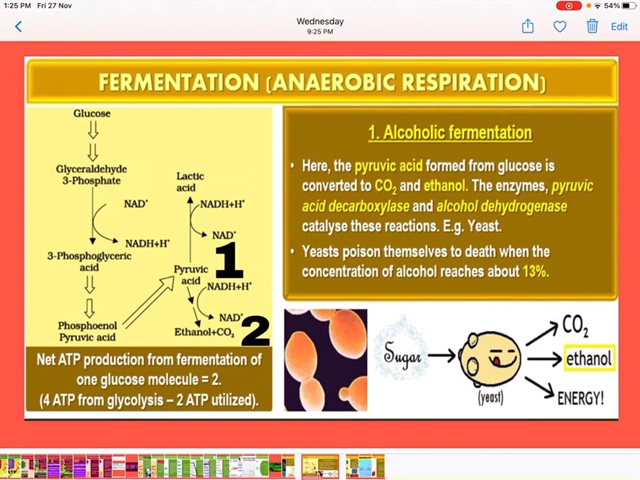 1:25 PM Fri 27 Nov
54%
Wednesday
9:25 PM
Edit
FERMENTATION (ANAEROBIC RESPIRATION)
Glucose
Glyceraldehyde
3-Phosphate
NAD⁺
NADH+H⁺
3-Phosphoglyceric
acid
Phosphoenol
Pyruvic acid
Lactic
acid
NADH+H⁺
NAD⁺
Pyruvic
acid
1
NADH+H⁺
NAD⁺
Ethanol+CO₂
2
Net ATP production from fermentation of
one glucose molecule = 2.
(4 ATP from glycolysis – 2 ATP utilized).
1. Alcoholic fermentation
• Here, the pyruvic acid formed from glucose is
converted to CO₂ and ethanol. The enzymes, pyruvic
acid decarboxylase and alcohol dehydrogenase
catalyse these reactions. E.g. Yeast.
• Yeasts poison themselves to death when the
concentration of alcohol reaches about 13%.
Sugar
(yeast)
CO₂
ethanol
ENERGY!